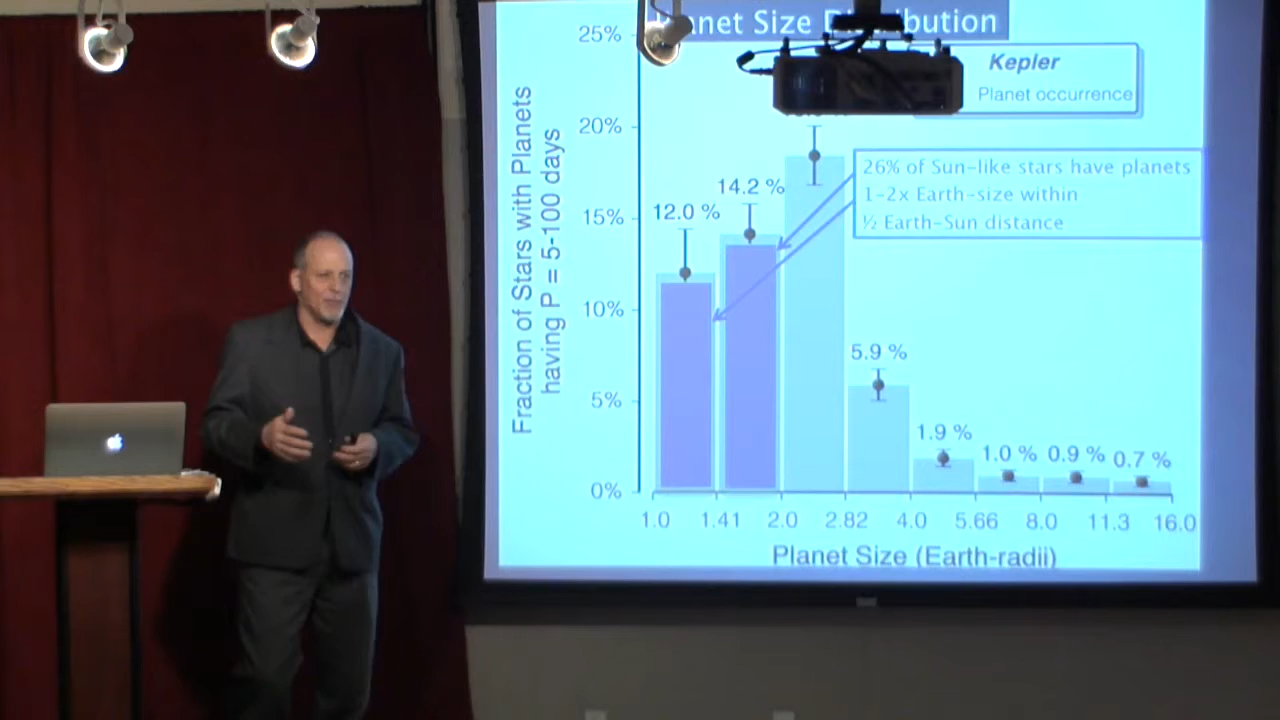 Planet Size Distribution
Kepler
Planet occurrence
25%
20%
15%
10%
5%
0%
Fraction of Stars with Planets
having P = 5-100 days
12.0 %
14.2 %
5.9 %
1.9 %
1.0 %
0.9 %
0.7 %
26% of Sun-like stars have planets
1-2x Earth-size within
½ Earth-Sun distance
1.0 1.41 2.0 2.82 4.0 5.66 8.0 11.3 16.0
Planet Size (Earth-radii)